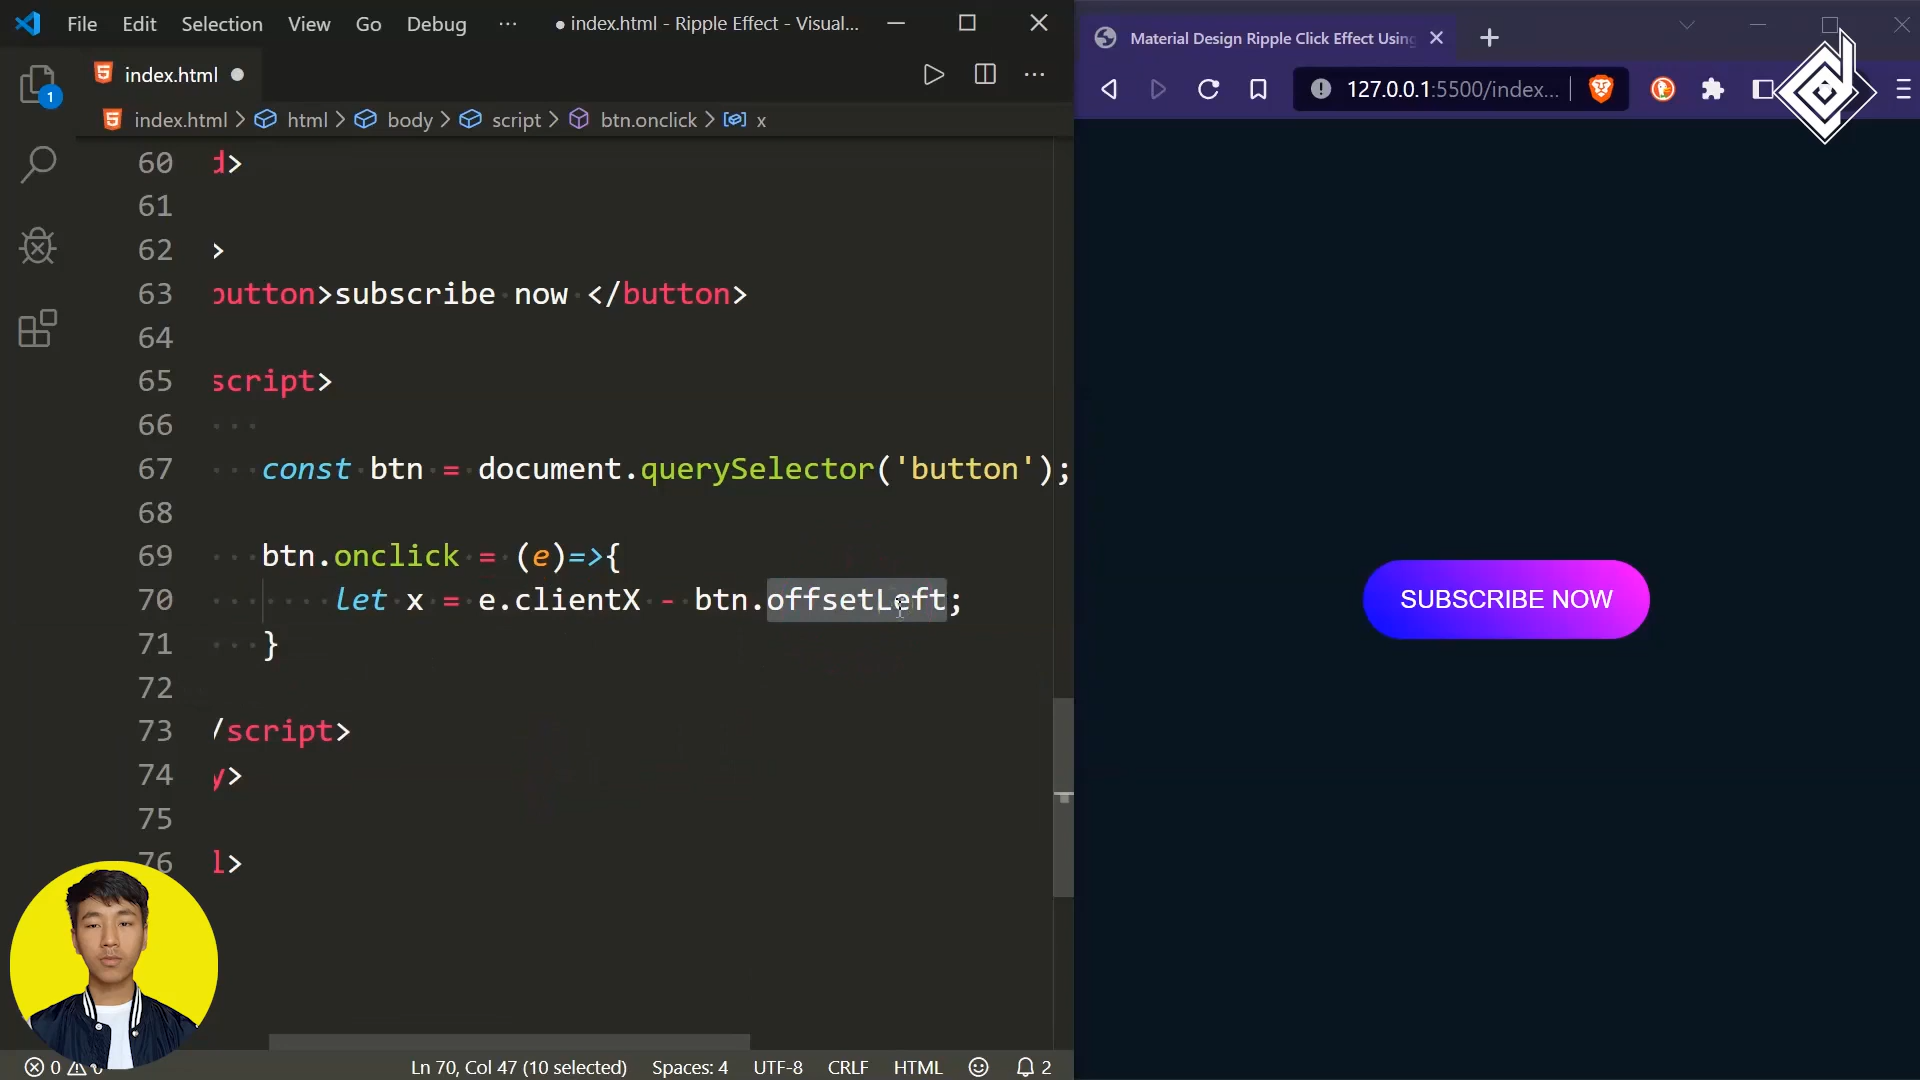 File Edit Selection View Go Debug ··· ● index.html - Ripple Effect - Visual...
index.html
1
index.html > html > body > script > btn.onclick > x
60 d>
61
62 >
63 button>subscribe now </button>
64
65 script>
66
67 const btn = document.querySelector('button');
68
69 btn.onclick = (e)=>{
70 let x = e.clientX - btn.offsetLeft;
71 }
72
73 /script>
74 y>
75
76 l>
0 Ln 70, Col 47 (10 selected) Spaces: 4 UTF-8 CRLF HTML 2
Material Design Ripple Click Effect Using
127.0.0.1:5500/index...
SUBSCRIBE NOW